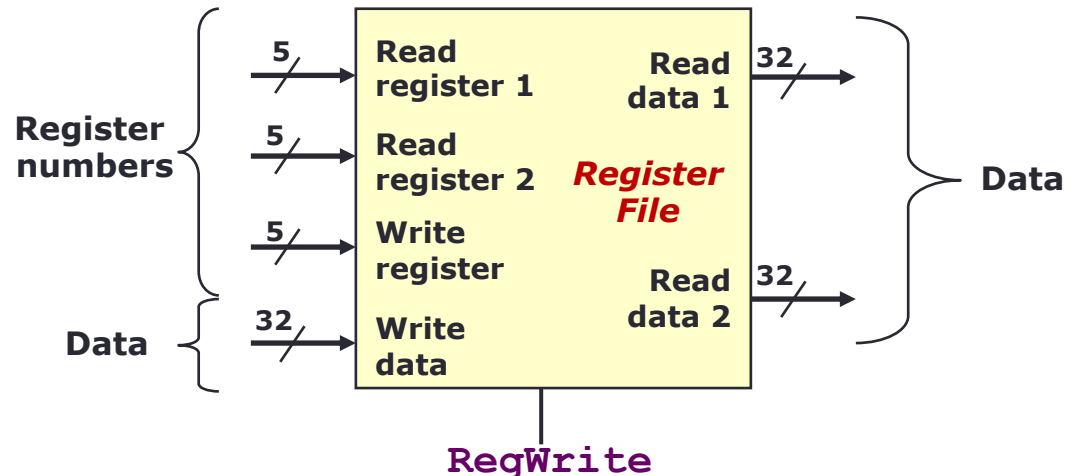 Register
numbers
Data
5
5
5
32
Read
register 1
Read
register 2
Write
register
Write
data
Register
File
Read
data 1
Read
data 2
32
32
Data
RegWrite